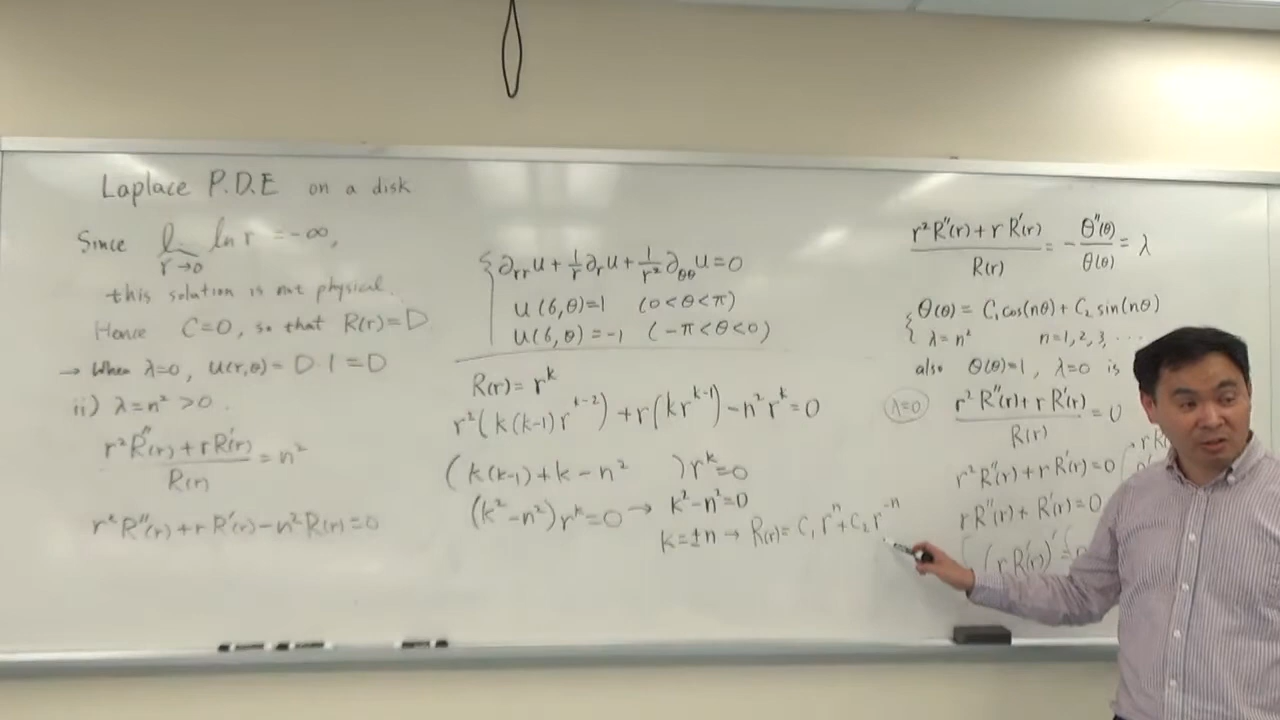 Laplace P.D.E on a disk
Since lim r→0 ln r = -∞,
this solution is not physical.
Hence C=0, so that R(r)=D
→ When λ=0, u(r,θ) = D·1 = D
ii) λ=n² >0.
(r²R''(r) + rR'(r))/R(r) = n²
r²R''(r) + rR'(r) - n²R(r) = 0
{ ∂rr u + 1/r ∂r u + 1/r² ∂θθ u = 0
u(6,θ)=1 (0<θ<π)
u(6,θ)=-1 (-π<θ<0)
R(r) = r^k
r²(k(k-1)r^(k-2)) + r(kr^(k-1)) - n²r^k = 0
(k(k-1)+k-n² )r^k=0
(k²-n²)r^k=0 → k²-n²=0
k=±n → R(r)= C₁r^n + C₂r^-n
(r²R''(r) + rR'(r))/R(r) = -Θ''(θ)/Θ(θ) = λ
{ Θ(θ) = C₁cos(nθ) + C₂sin(nθ)
λ = n² n=1,2,3,...
also Θ(θ)=1, λ=0 is
λ=0 (r²R''(r) + rR'(r))/R(r) = 0
r²R''(r) + rR'(r) = 0
rR''(r) + R'(r) = 0
(rR'(r))' =